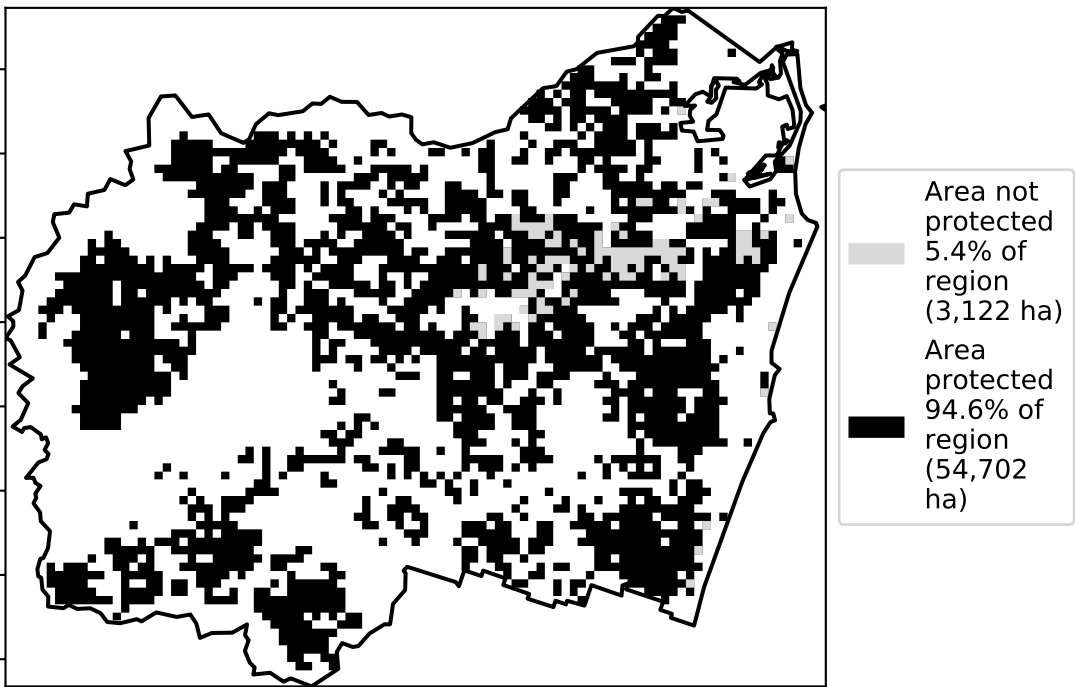 Area not
protected
5.4% of
region
(3,122 ha)
Area
protected
94.6% of
region
(54,702
ha)